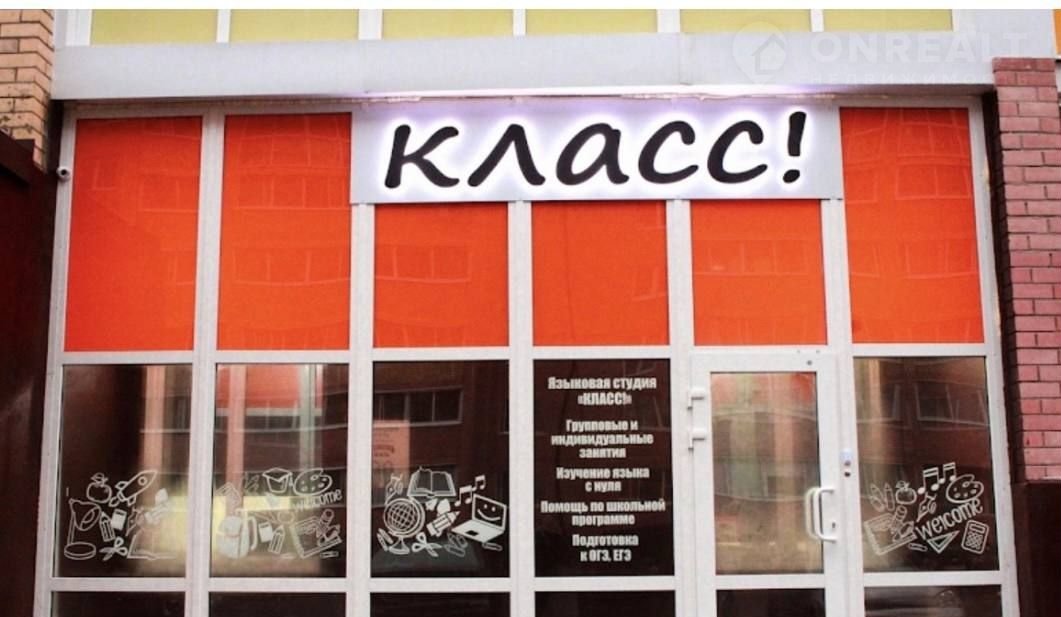 ONREALT
НЕДВИЖИМОСТЬ
класс!
Языковая студия
«КЛАСС!»
Групповые и
индивидуальные
занятия
Изучение языка
с нуля
Помощь по школьной
программе
Подготовка
к ОГЭ, ЕГЭ
welcome
welcome